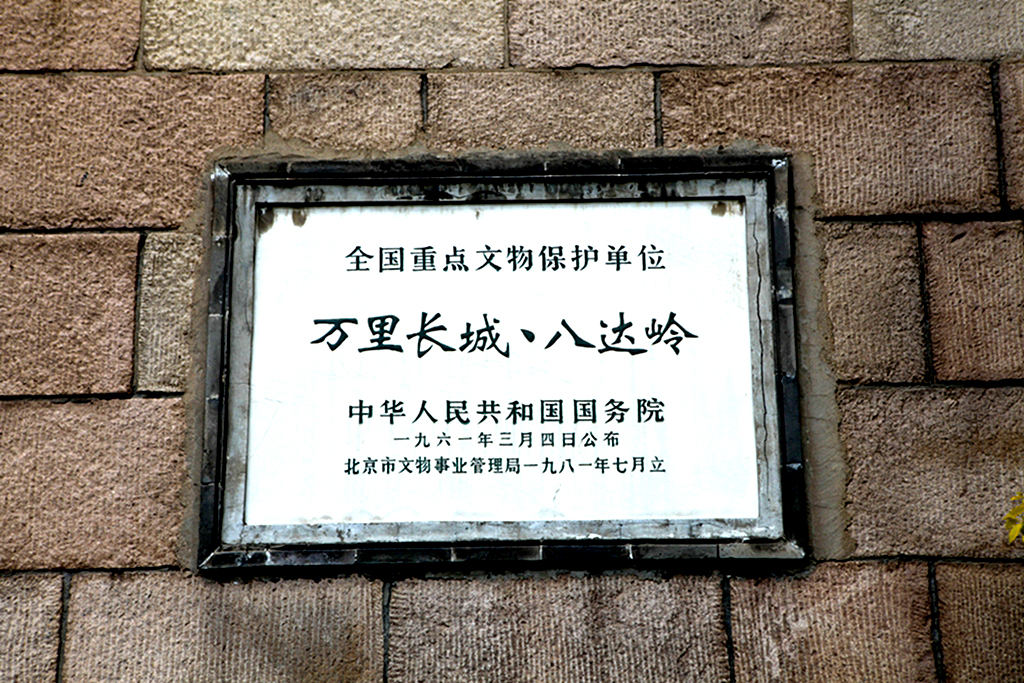 全国重点文物保护单位
万里长城、八达岭
中华人民共和国国务院
一九六一年三月四日公布
北京市文物事业管理局一九八一年七月立